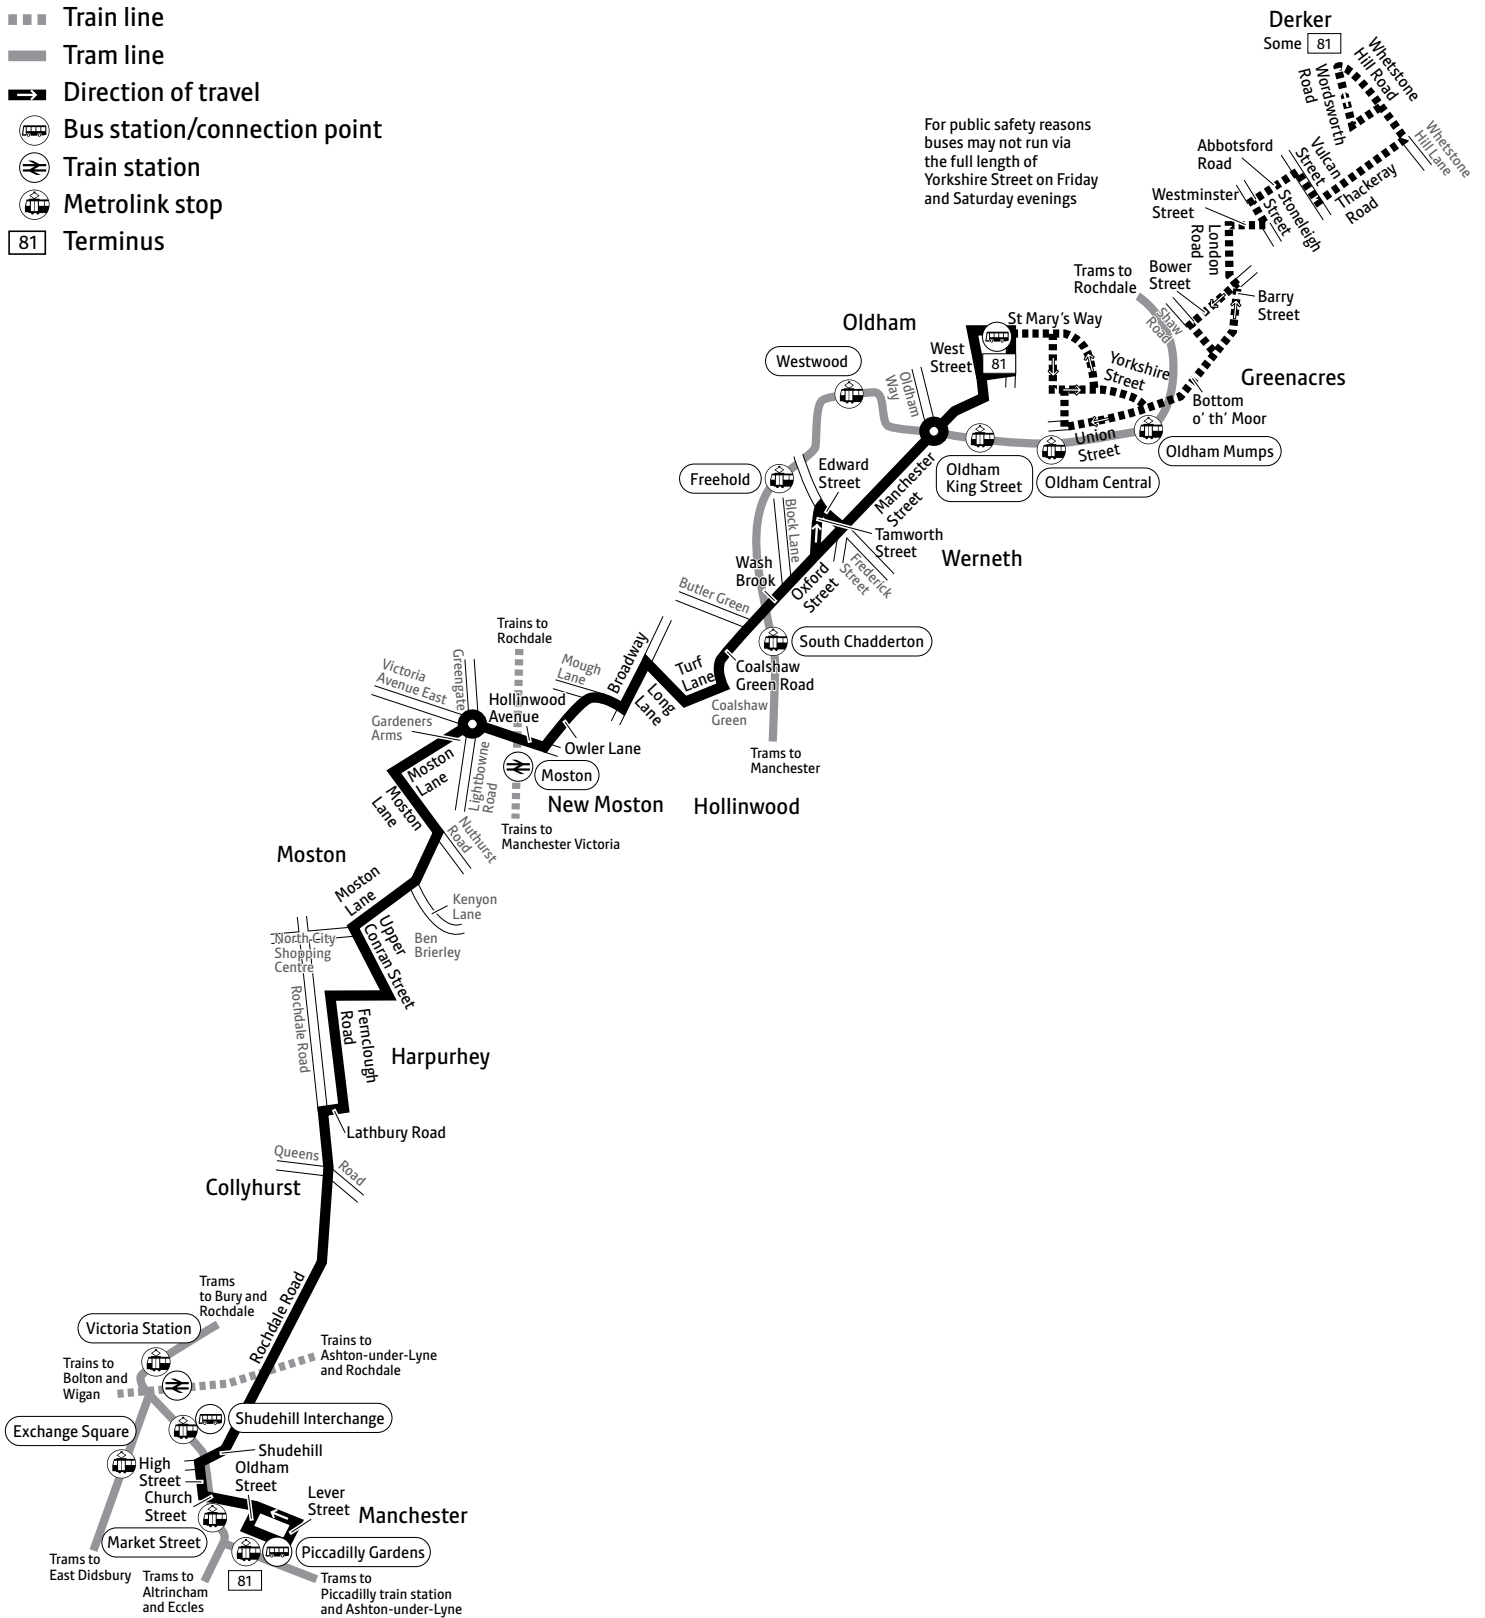 Train line
Tram line
Direction of travel
Bus station/connection point
Train station
Metrolink stop
81 Terminus
Derker
Some 81
Whetstone
Hill Road
Wordsworth
Road
Whetstone
Hill Lane
For public safety reasons
buses may not run via
the full length of
Yorkshire Street on Friday
and Saturday evenings
Abbotsford
Road
Vulcan
Street
Thackeray
Road
Westminster
Street
Stoneleigh
Street
London
Road
Trams to
Rochdale
Bower
Street
Barry
Street
Shaw
Road
St Mary's Way
Oldham
West
Street
81
Westwood
Oldham
Way
Yorkshire
Street
Greenacres
Bottom
o' th' Moor
Union
Street
Oldham Mumps
Oldham
King Street
Oldham Central
Freehold
Edward
Street
Manchester
Street
Block Lane
Tamworth
Street
Werneth
Frederick
Street
Wash
Brook
Oxford
Street
Butler Green
South Chadderton
Trains to
Rochdale
Broadway
Mough
Lane
Turf
Lane
Coalshaw
Green Road
Long
Lane
Coalshaw
Green
Victoria
Avenue East
Greengate
Hollinwood
Avenue
Gardeners
Arms
Owler Lane
Trams to
Manchester
Moston
Lane
Lightbowne
Road
Moston
New Moston
Hollinwood
Moston
Lane
Trains to
Manchester Victoria
Nuthurst
Road
Moston
Moston
Lane
Kenyon
Lane
Upper
Conran Street
Ben
Brierley
North City
Shopping
Centre
Rochdale Road
Fernclough
Road
Harpurhey
Lathbury Road
Queens
Road
Collyhurst
Trams
to Bury and
Rochdale
Rochdale Road
Victoria Station
Trains to
Ashton-under-Lyne
and Rochdale
Trains to
Bolton and
Wigan
Shudehill Interchange
Exchange Square
Shudehill
High
Street
Oldham
Street
Church
Street
Lever
Street
Manchester
Market Street
Piccadilly Gardens
Trams to
East Didsbury
Trams to
Altrincham
and Eccles
81
Trams to
Piccadilly train station
and Ashton-under-Lyne